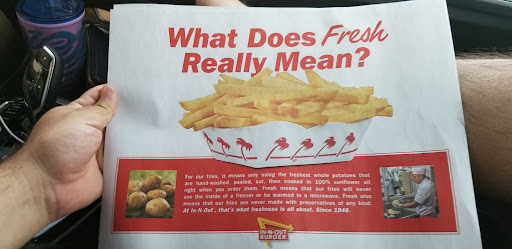 What Does Fresh
Really Mean?
For our fries, it means only using the freshest whole potatoes that
are hand-washed, peeled, cut, then cooked in 100% sunflower oil
right when you order them. Fresh means that our fries will never
see the inside of a freezer or be warmed in a microwave. Fresh also
means that our fries are never made with preservatives of any kind.
At In-N-Out, that's what freshness is all about. Since 1948.
IN-N-OUT
BURGER